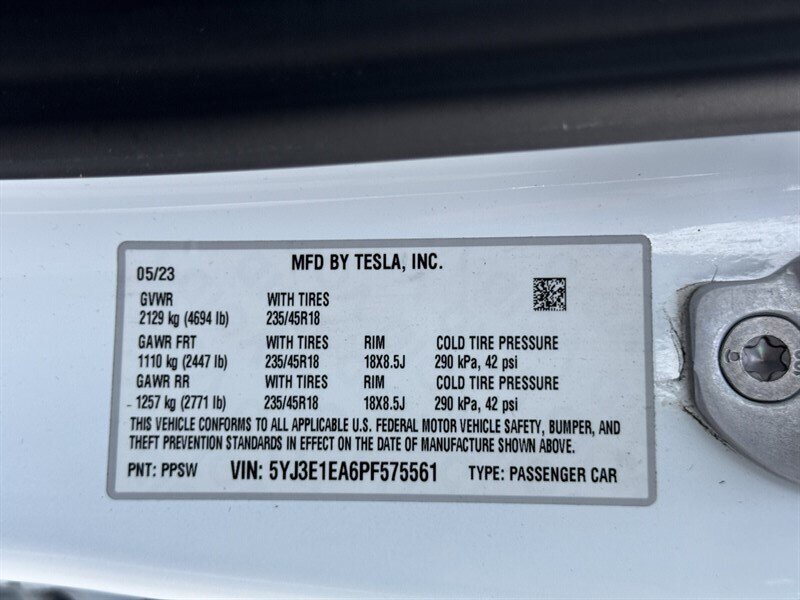 MFD BY TESLA, INC.
05/23
GVWR WITH TIRES
2129 kg (4694 lb) 235/45R18
GAWR FRT WITH TIRES RIM COLD TIRE PRESSURE
1110 kg (2447 lb) 235/45R18 18X8.5J 290 kPa, 42 psi
GAWR RR WITH TIRES RIM COLD TIRE PRESSURE
1257 kg (2771 lb) 235/45R18 18X8.5J 290 kPa, 42 psi
THIS VEHICLE CONFORMS TO ALL APPLICABLE U.S. FEDERAL MOTOR VEHICLE SAFETY, BUMPER, AND
THEFT PREVENTION STANDARDS IN EFFECT ON THE DATE OF MANUFACTURE SHOWN ABOVE.
PNT: PPSW VIN: 5YJ3E1EA6PF575561 TYPE: PASSENGER CAR